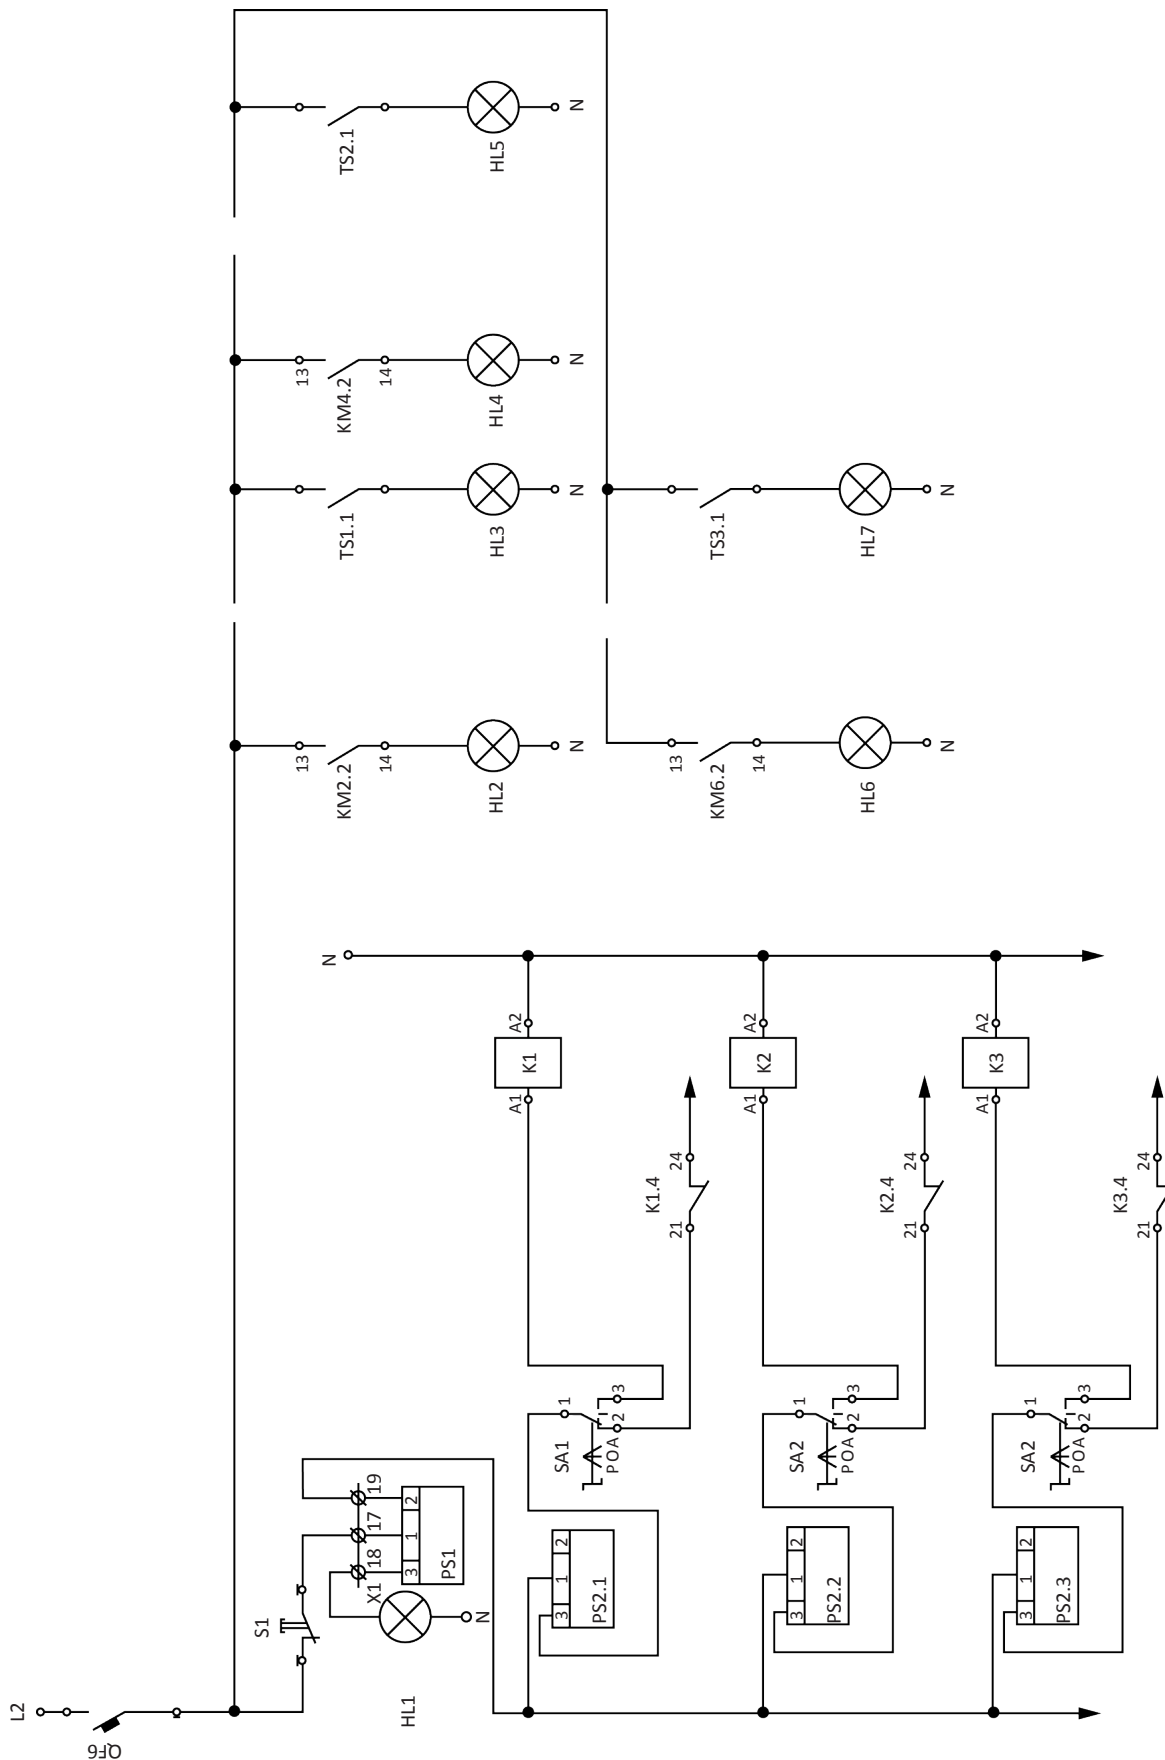 L2
QF6
S1
13
13
N
KM2.2
TS1.1
KM4.2
TS2.1
X1
18
17
19
14
14
HL1
3 1 2
PS1
N
HL2
HL3
HL4
HL5
A1
A2
K1
3 1 2
SA1
1
N
N
N
N
PS2.1
P O A
2
3
K1.4
21
24
13
KM6.2
TS3.1
A1
A2
14
K2
3 1 2
SA2
1
PS2.2
P O A
2
3
HL6
HL7
K2.4
21
24
N
N
A1
A2
K3
3 1 2
SA2
1
PS2.3
P O A
2
3
K3.4
21
24